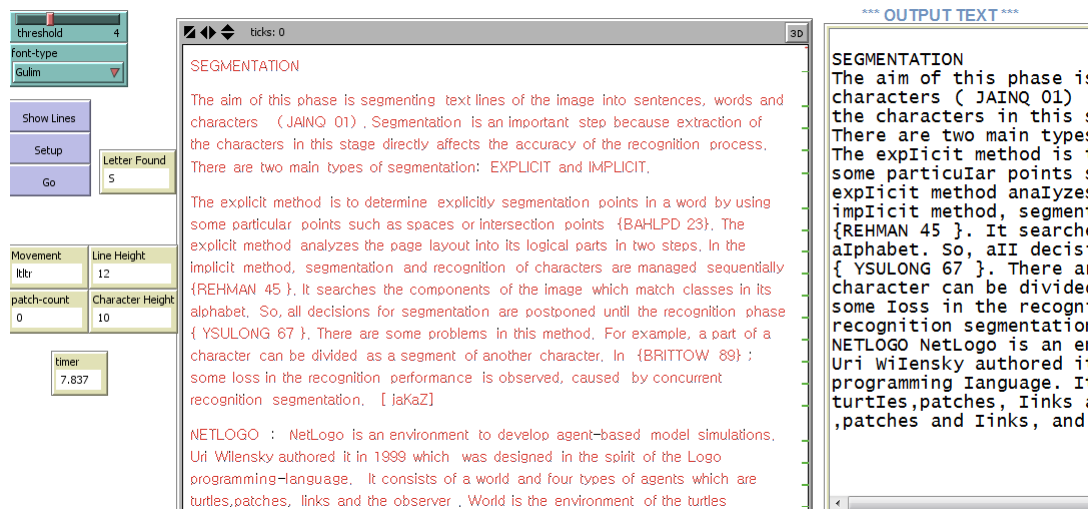 *** OUTPUT TEXT ***
threshold 4
font-type
Gulim
Show Lines
Setup
Go
Letter Found
S
Movement
ltltr
Line Height
12
patch-count
0
Character Height
10
timer
7.837
ticks: 0
3D
SEGMENTATION
The aim of this phase is segmenting text lines of the image into sentences, words and
characters ( JAINQ 01) . Segmentation is an important step because extraction of
the characters in this stage directly affects the accuracy of the recognition process.
There are two main types of segmentation: EXPLICIT and IMPLICIT.
The explicit method is to determine explicitly segmentation points in a word by using
some particular points such as spaces or intersection points {BAHLPD 23}. The
explicit method analyzes the page layout into its logical parts in two steps. In the
implicit method, segmentation and recognition of characters are managed sequentially
{REHMAN 45 }. It searches the components of the image which match classes in its
alphabet. So, all decisions for segmentation are postponed until the recognition phase
{ YSULONG 67 }. There are some problems in this method. For example, a part of a
character can be divided as a segment of another character. In {BRITTOW 89} ;
some loss in the recognition performance is observed, caused by concurrent
recognition segmentation. [ jaKaZ]
NETLOGO : NetLogo is an environment to develop agent-based model simulations.
Uri Wilensky authored it in 1999 which was designed in the spirit of the Logo
programming-language. It consists of a world and four types of agents which are
turtles,patches, links and the observer . World is the environment of the turtles
SEGMENTATION
The aim of this phase is
characters ( JAINQ 01)
the characters in this s
There are two main types
The expIicit method is
some particuIar points s
expIicit method anaIyzes
impIicit method, segment
{REHMAN 45 }. It searche
aIphabet. So, aII decisi
{ YSULONG 67 }. There ar
character can be divided
some Ioss in the recogni
recognition segmentation
NETLOGO NetLogo is an en
Uri WiIensky authored it
programming Ianguage. It
turtIes,patches, Iinks a
,patches and Iinks, and